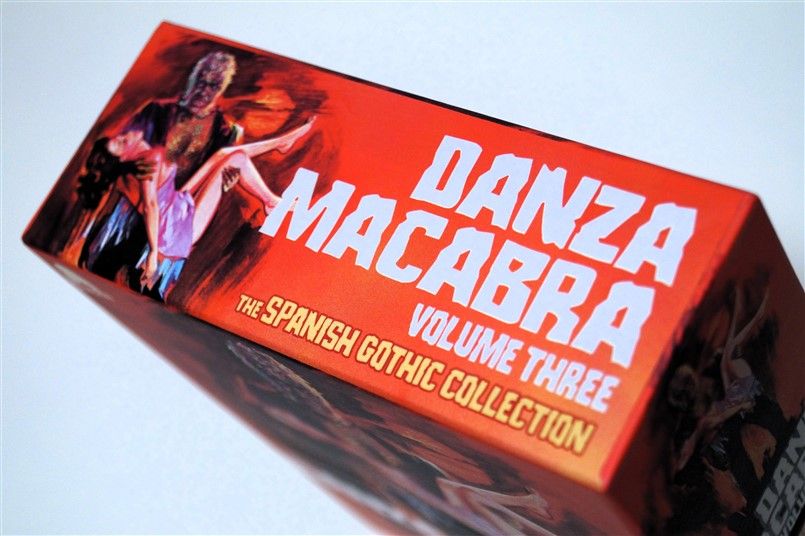 DANZA
MACABRA
VOLUME THREE
THE SPANISH GOTHIC COLLECTION